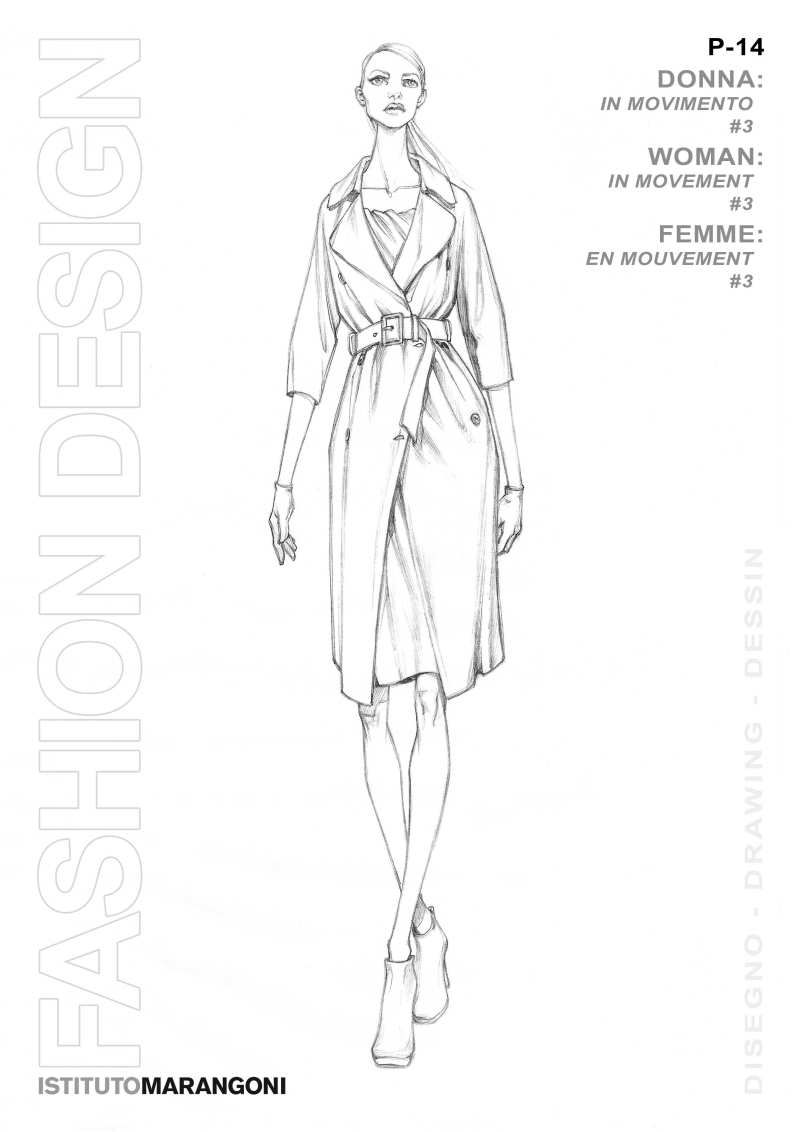 FASHION DESIGN
P-14
DONNA:
IN MOVIMENTO
#3
WOMAN:
IN MOVEMENT
#3
FEMME:
EN MOUVEMENT
#3
DISEGNO - DRAWING - DESSIN
ISTITUTOMARANGONI